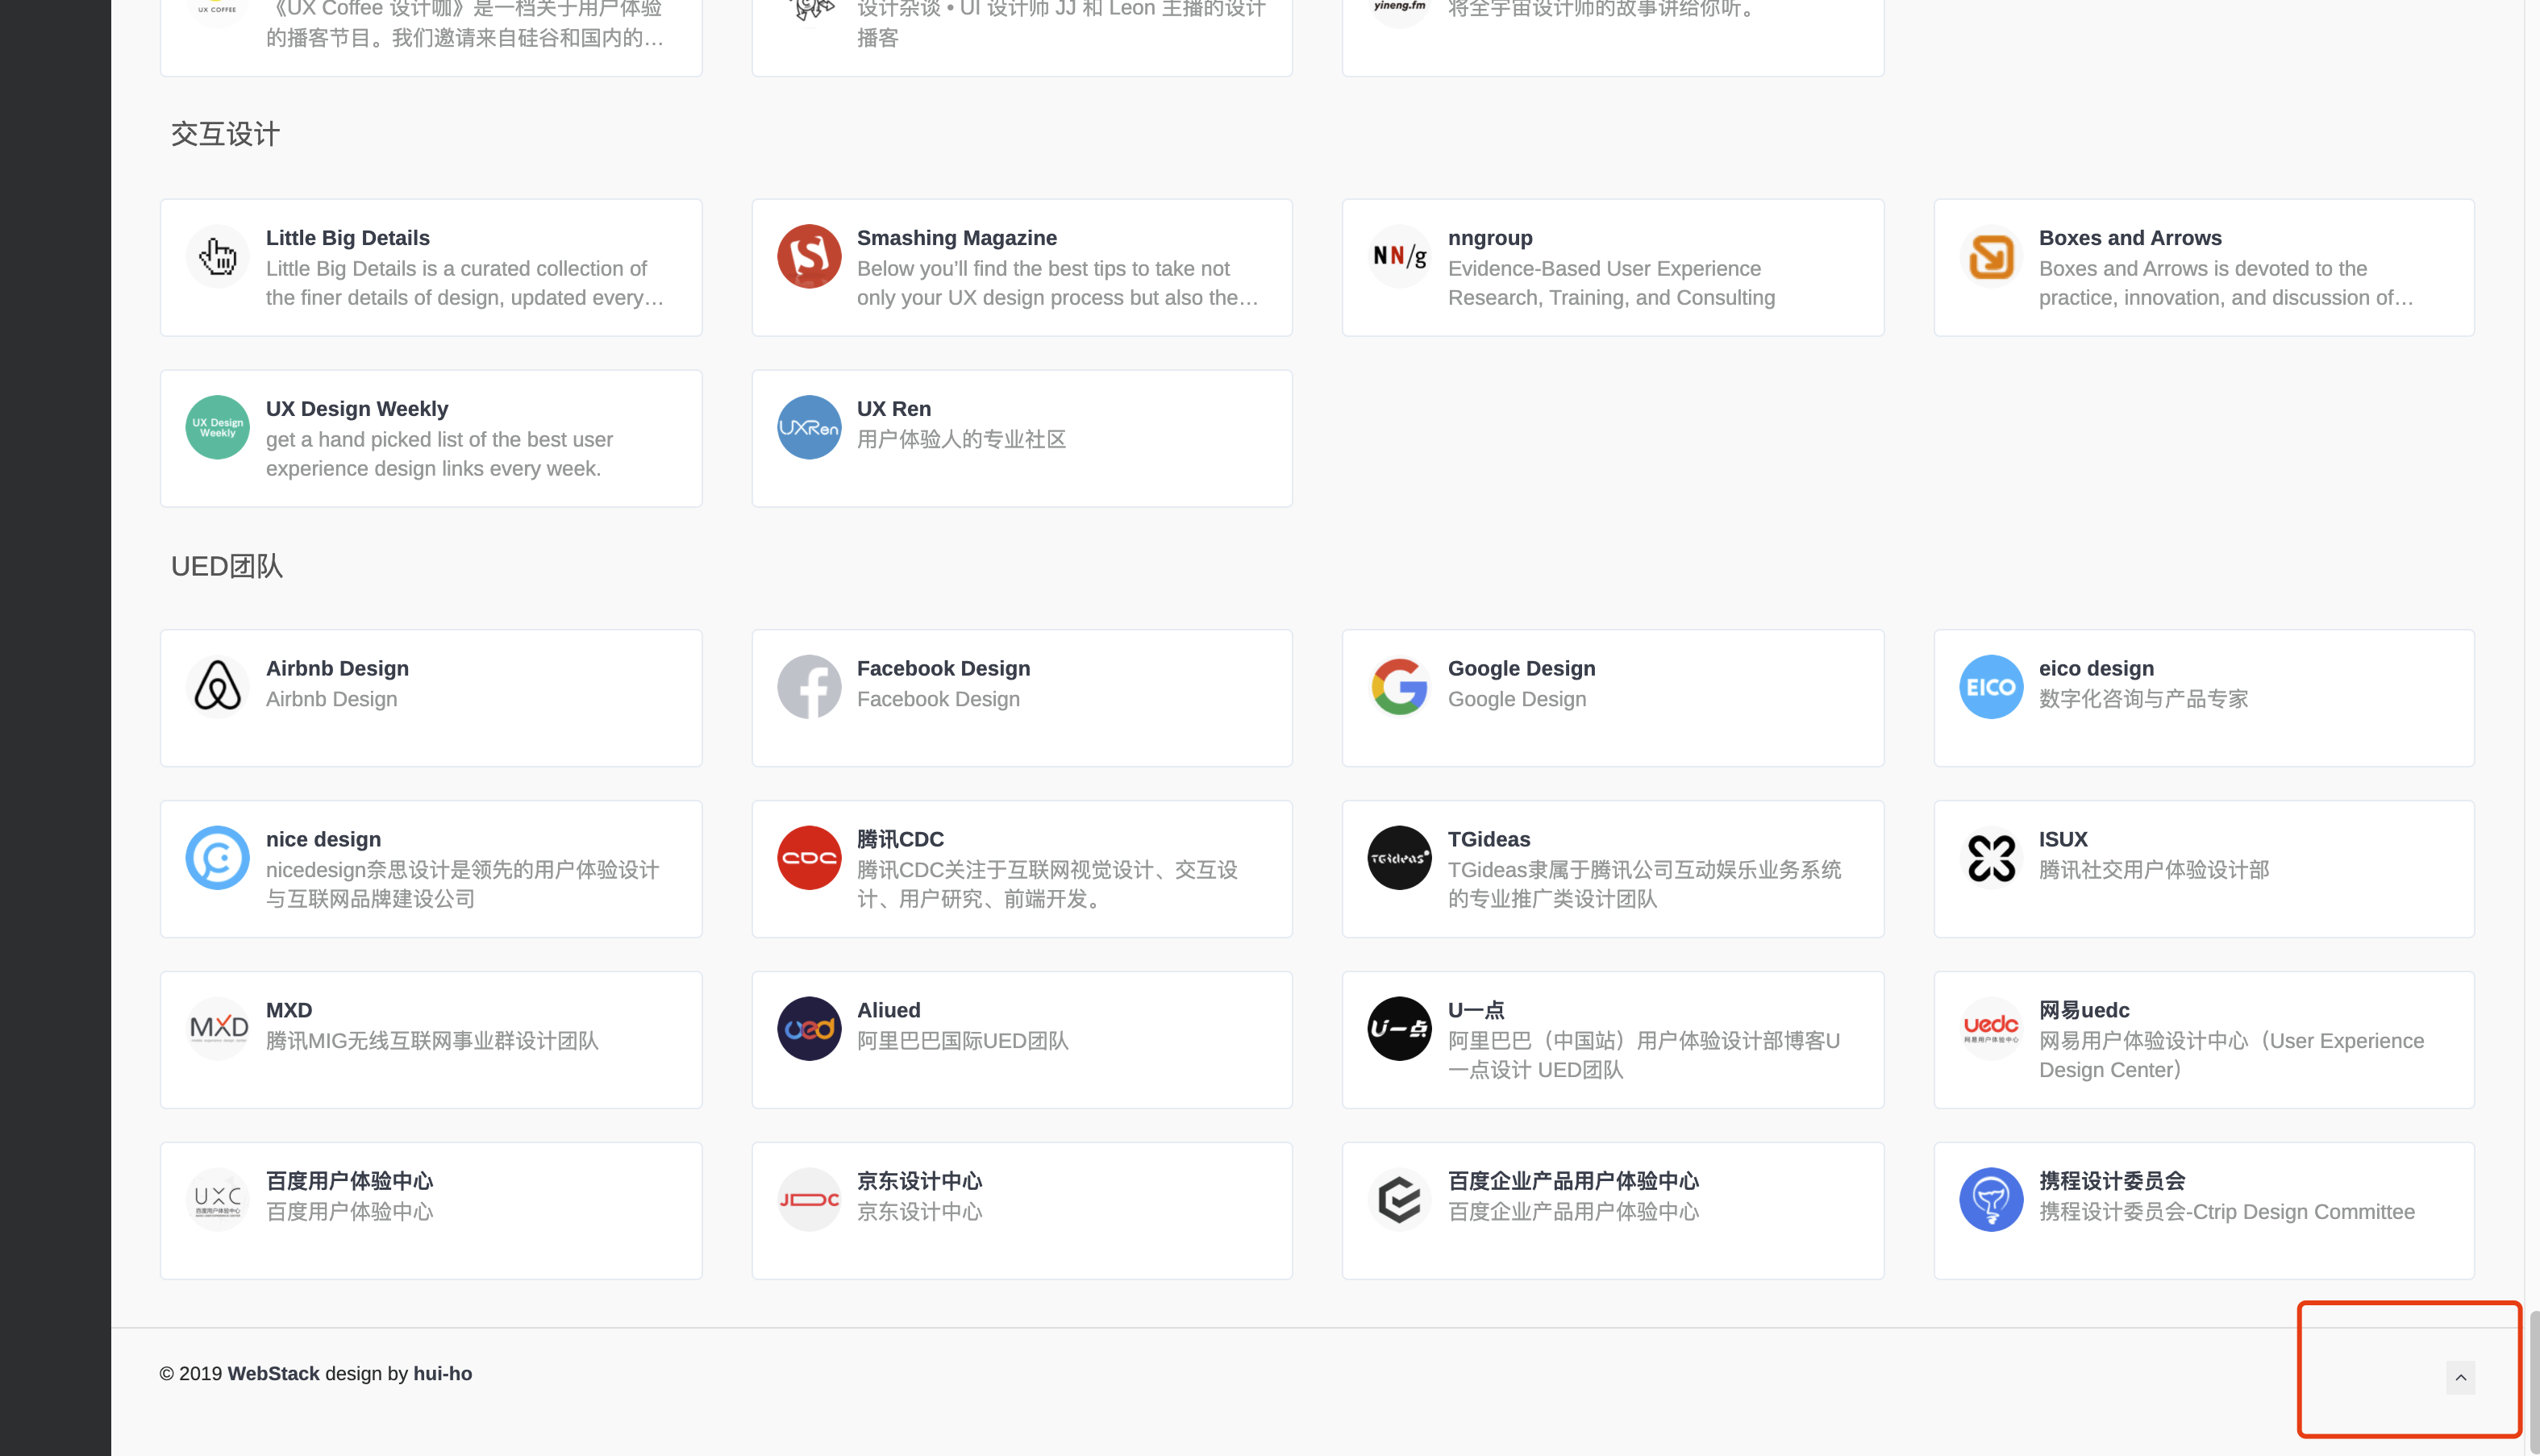 UX COFFEE
《UX Coffee 设计咖》是一档关于用户体验
的播客节目。我们邀请来自硅谷和国内的…
设计杂谈 • UI 设计师 JJ 和 Leon 主播的设计
播客
yineng.fm
将全宇宙设计师的故事讲给你听。
交互设计
Little Big Details
Little Big Details is a curated collection of
the finer details of design, updated every…
Smashing Magazine
Below you’ll find the best tips to take not
only your UX design process but also the…
NN/g
nngroup
Evidence-Based User Experience
Research, Training, and Consulting
Boxes and Arrows
Boxes and Arrows is devoted to the
practice, innovation, and discussion of…
UX Design
Weekly
UX Design Weekly
get a hand picked list of the best user
experience design links every week.
UXRen
UX Ren
用户体验人的专业社区
UED团队
Airbnb Design
Airbnb Design
Facebook Design
Facebook Design
Google Design
Google Design
EICO
eico design
数字化咨询与产品专家
nice design
nicedesign奈思设计是领先的用户体验设计
与互联网品牌建设公司
CDC
腾讯CDC
腾讯CDC关注于互联网视觉设计、交互设
计、用户研究、前端开发。
TGideas
TGideas
TGideas隶属于腾讯公司互动娱乐业务系统
的专业推广类设计团队
ISUX
腾讯社交用户体验设计部
MXD
MXD
腾讯MIG无线互联网事业群设计团队
ued
Aliued
阿里巴巴国际UED团队
U一点
U一点
阿里巴巴（中国站）用户体验设计部博客U
一点设计 UED团队
uedc
网易用户体验中心
网易uedc
网易用户体验设计中心（User Experience
Design Center）
UXC
百度用户体验中心
百度用户体验中心
百度用户体验中心
JDC
京东设计中心
京东设计中心
百度企业产品用户体验中心
百度企业产品用户体验中心
携程设计委员会
携程设计委员会-Ctrip Design Committee
© 2019 WebStack design by hui-ho